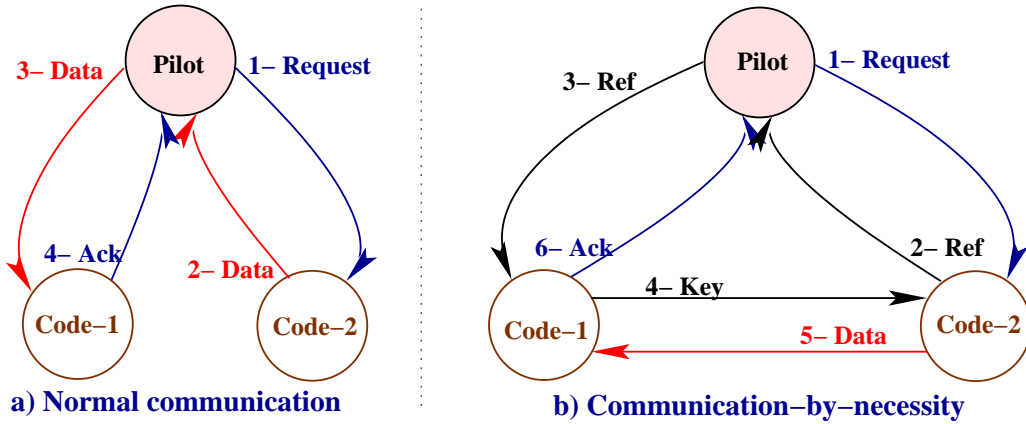 Pilot
3– Data
1– Request
4– Ack
2– Data
Code–1
Code–2
a) Normal communication
Pilot
1– Request
3– Ref
6– Ack
2– Ref
4– Key
Code–1
Code–2
5– Data
b) Communication–by–necessity